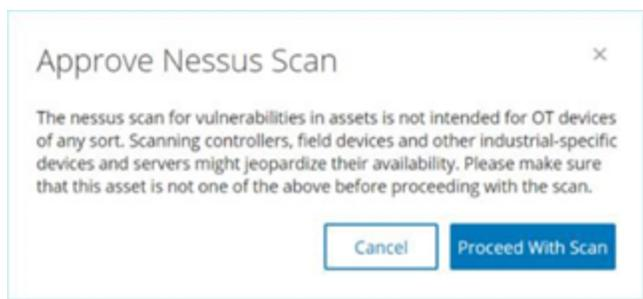 Approve Nessus Scan
×
The nessus scan for vulnerabilities in assets is not intended for OT devices
of any sort. Scanning controllers, field devices and other industrial-specific
devices and servers might jeopardize their availability. Please make sure
that this asset is not one of the above before proceeding with the scan.
Cancel Proceed With Scan